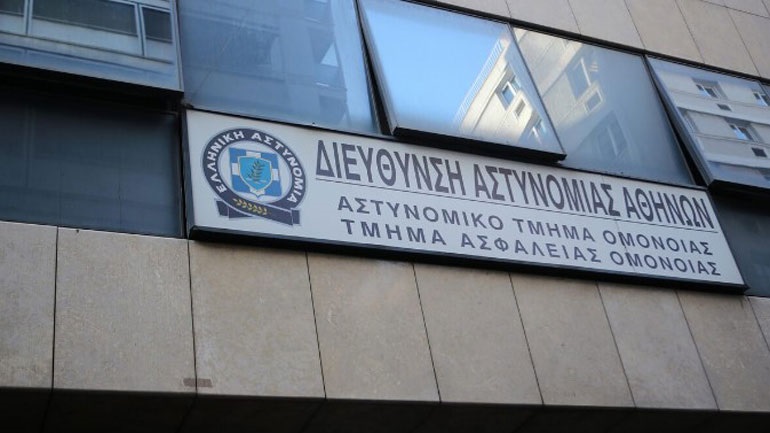 ΕΛΛΗΝΙΚΗ ΑΣΤΥΝΟΜΙΑ
ΔΙΕΥΘΥΝΣΗ ΑΣΤΥΝΟΜΙΑΣ ΑΘΗΝΩΝ
ΑΣΤΥΝΟΜΙΚΟ ΤΜΗΜΑ ΟΜΟΝΟΙΑΣ
ΤΜΗΜΑ ΑΣΦΑΛΕΙΑΣ ΟΜΟΝΟΙΑΣ